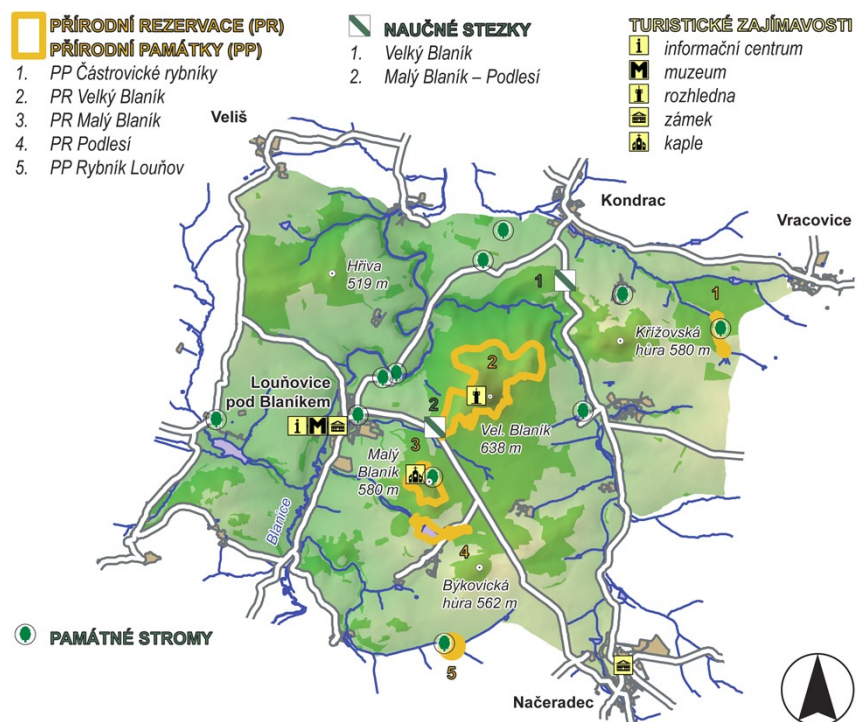 PŘÍRODNÍ REZERVACE (PR)
PŘÍRODNÍ PAMÁTKY (PP)
1. PP Částrovické rybníky
2. PR Velký Blaník
3. PR Malý Blaník
4. PR Podlesí
5. PP Rybník Louňov
NAUČNÉ STEZKY
1. Velký Blaník
2. Malý Blaník – Podlesí
TURISTICKÉ ZAJÍMAVOSTI
i informační centrum
M muzeum
rozhledna
zámek
kaple
Veliš
Kondrac
Vracovice
Hřiva
519 m
1
1
Křížovská
hůra 580 m
2
Louňovice
pod Blaníkem
i M
2
Vel. Blaník
638 m
3
Malý
Blaník
580 m
Blanice
4
Býkovická
hůra 562 m
PAMÁTNÉ STROMY
5
Načeradec